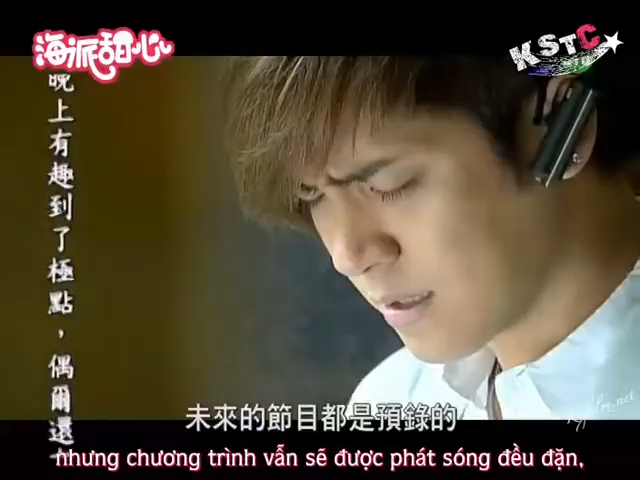 海派甜心
KSTC
晚上有趣到了極點，偶爾還
未來的節目都是預錄的
nhưng chương trình vẫn sẽ được phát sóng đều đặn,